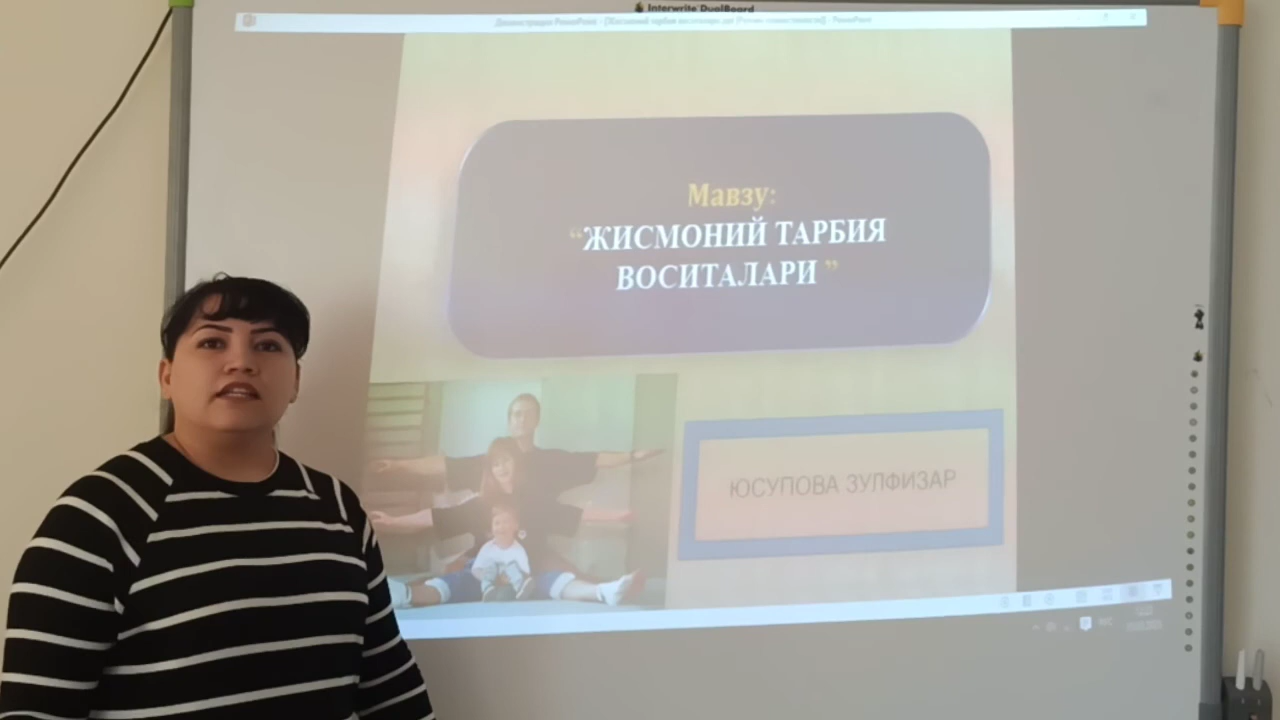 Interwrite DualBoard
Мавзу:
“ЖИСМОНИЙ ТАРБИЯ
ВОСИТАЛАРИ ”
ЮСУПОВА ЗУЛФИЗАР